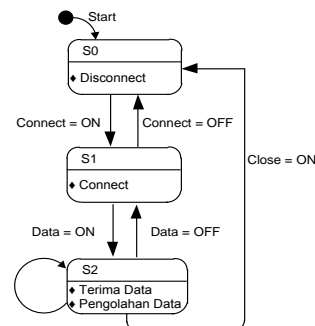 Start
S0
♦ Disconnect
Connect = ON
Connect = OFF
S1
♦ Connect
Close = ON
Data = ON
Data = OFF
S2
♦ Terima Data
♦ Pengolahan Data